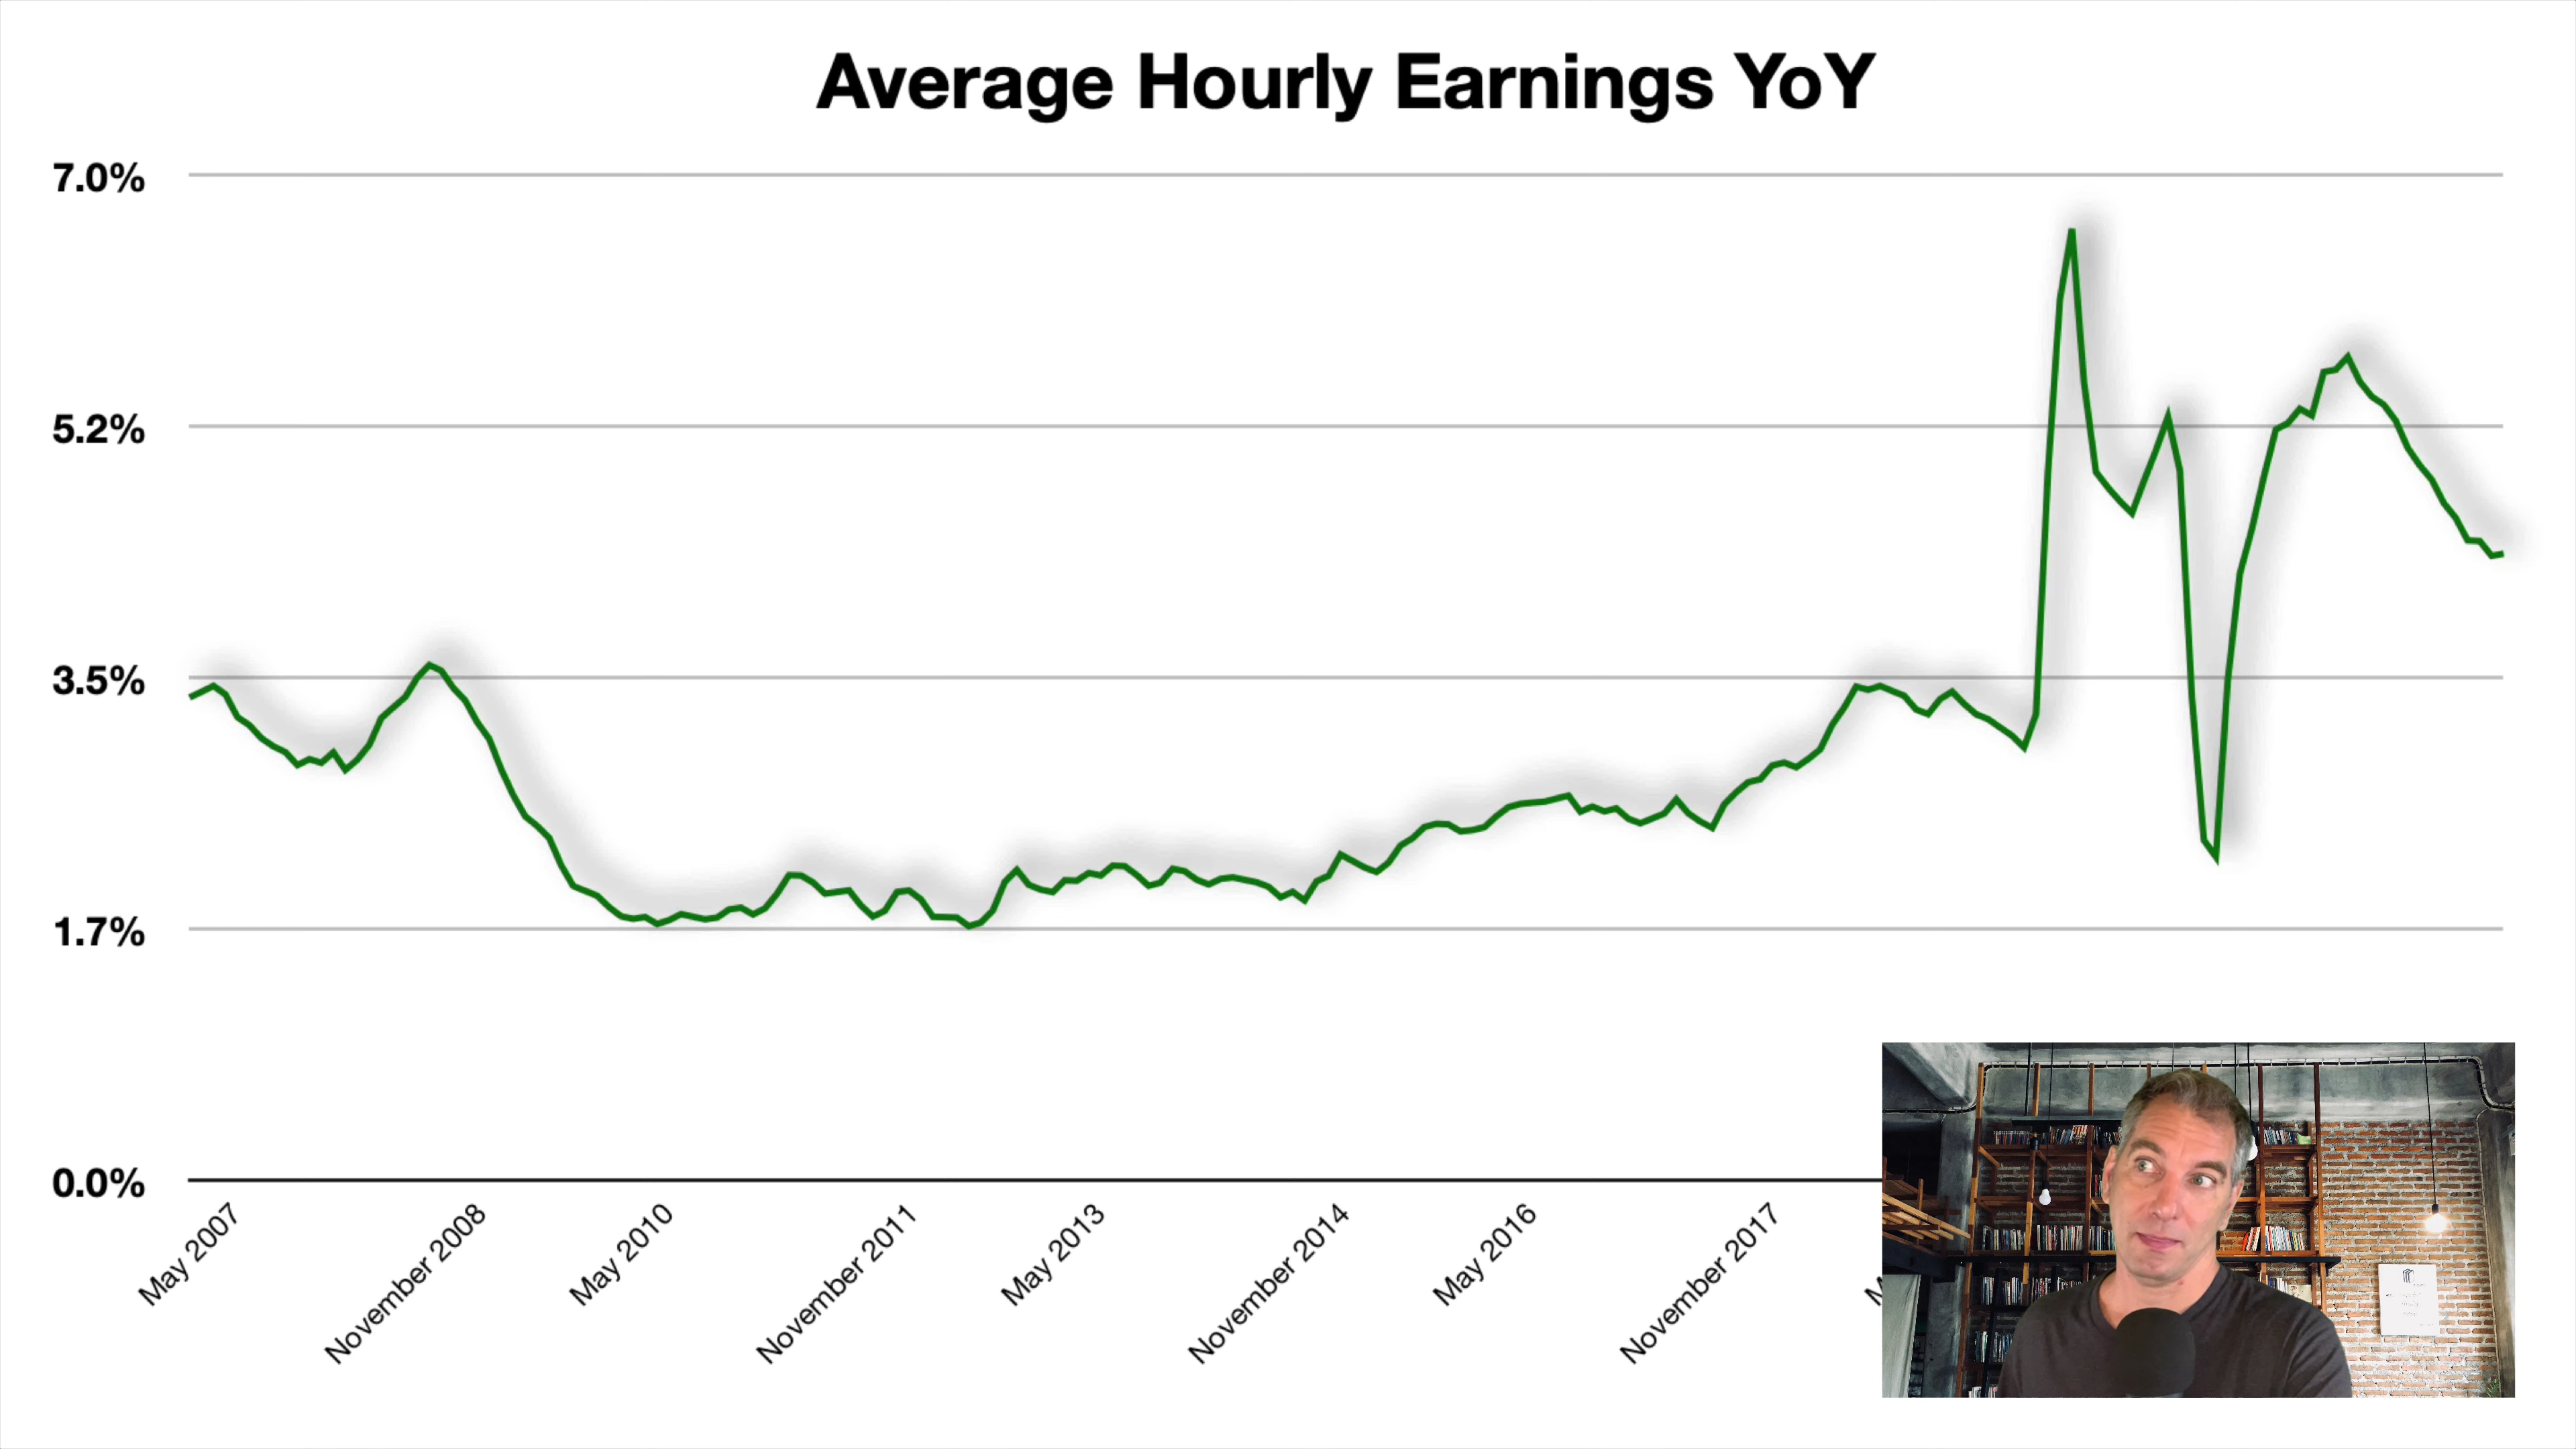 Average Hourly Earnings YoY
7.0%
5.2%
3.5%
1.7%
0.0%
May 2007
November 2008
May 2010
November 2011
May 2013
November 2014
May 2016
November 2017